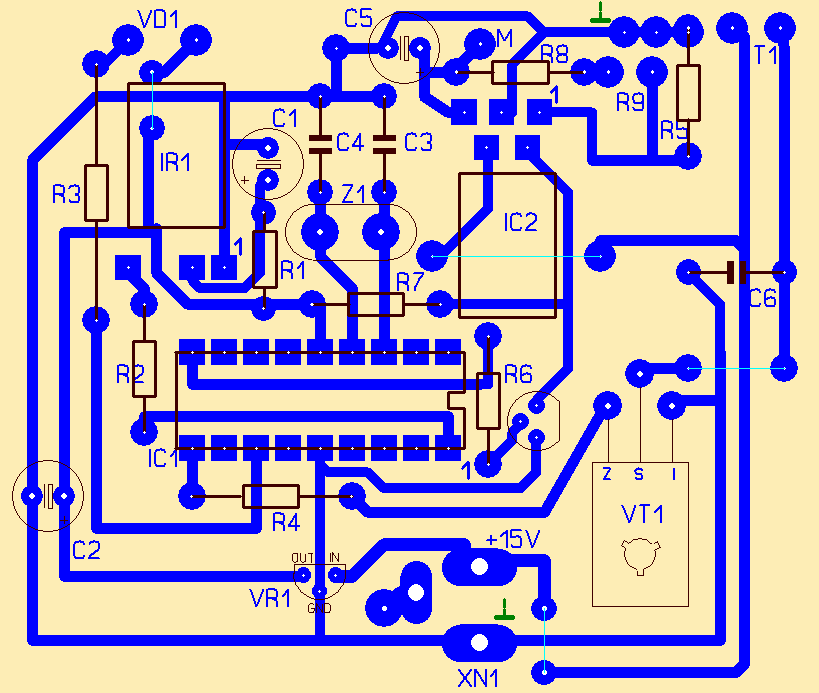 VD1
C5
M
R8
T1
1
R9
R5
C1
C4
C3
IR1
+
R3
Z1
IC2
1
R1
R7
C6
R2
R6
IC1
1
Z S I
VT1
R4
+
C2
+15V
OUT IN
VR1
GND
XN1